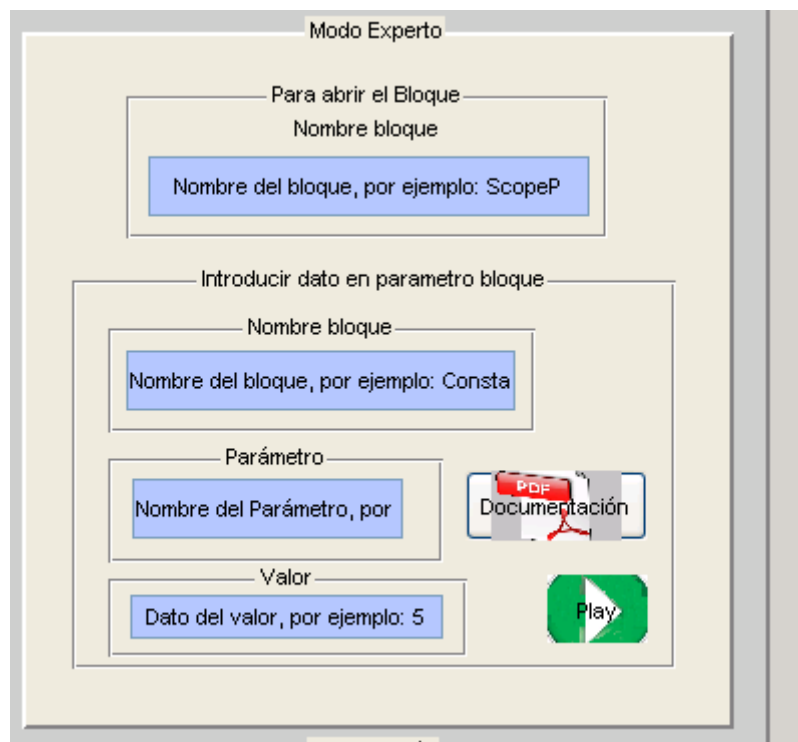 Modo Experto
Para abrir el Bloque
Nombre bloque
Nombre del bloque, por ejemplo: ScopeP
Introducir dato en parametro bloque
Nombre bloque
Nombre del bloque, por ejemplo: Consta
Parámetro
Nombre del Parámetro, por
PDF
Documentación
Valor
Dato del valor, por ejemplo: 5
Play